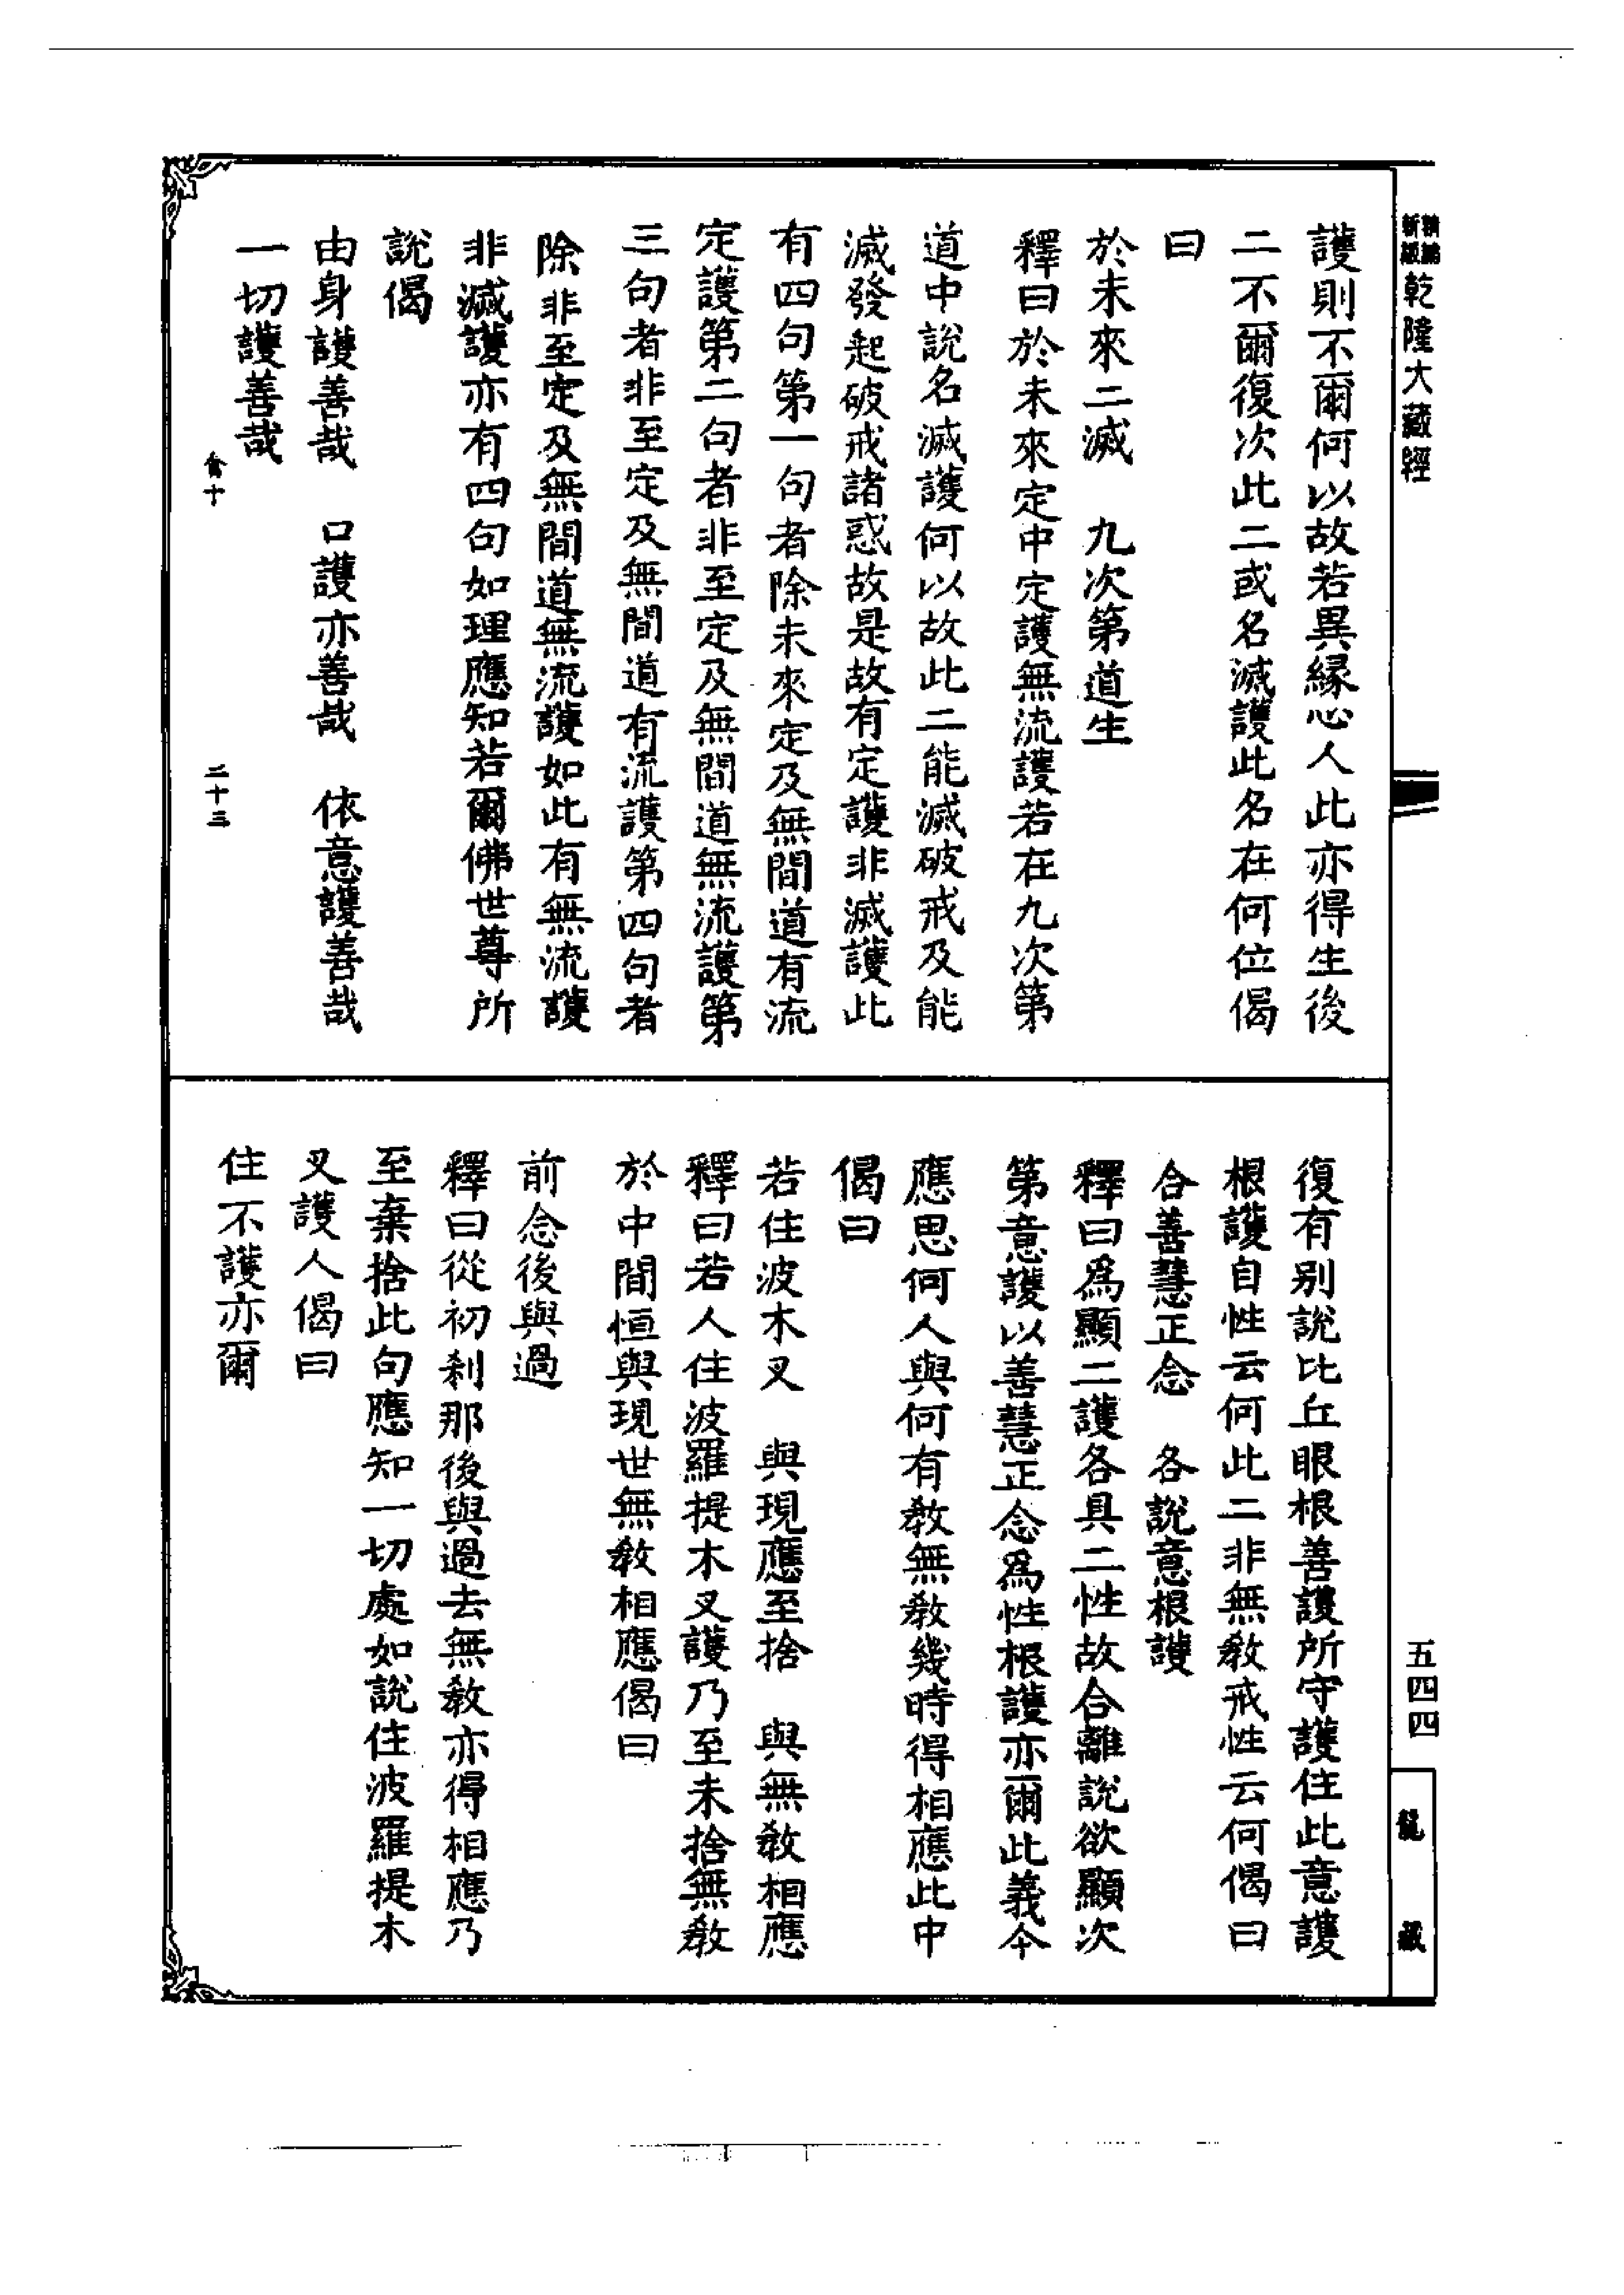 新編縮版乾隆大藏經
護則不爾何以故若異緣心人此亦得生後
二不爾復次此二或名滅護此名在何位偈
曰
於未來二滅　九次第道生
釋曰於未來定中定護無流護若在九次第
道中說名滅護何以故此二能滅破戒及能
滅發起破戒諸惑故是故有定護非滅護此
有四句第一句者除未來定及無間道有流
定護第二句者非至定及無間道無流護第
三句者非至定及無間道有流護第四句者
除非至定及無間道無流護如此有無流護
非滅護亦有四句如理應知若爾佛世尊所
說偈
由身護善哉　口護亦善哉　依意護善哉
一切護善哉
奮十　二十三
復有別說比丘眼根善護所守護住此意護
根護自性云何此二非無教戒性云何偈曰
合善慧正念　各說意根護
釋曰為顯二護各具二性故合離說欲顯次
第意護以善慧正念為性根護亦爾此義今
應思何人與何有教無教幾時得相應此中
偈曰
若住波木叉　與現應至捨　與無教相應
釋曰若人住波羅提木叉護乃至未捨無教
於中間恒與現世無教相應偈曰
前念後與過
釋曰從初刹那後與過去無教亦得相應乃
至棄捨此句應知一切處如說住波羅提木
叉護人偈曰
住不護亦爾
五四四
龍藏